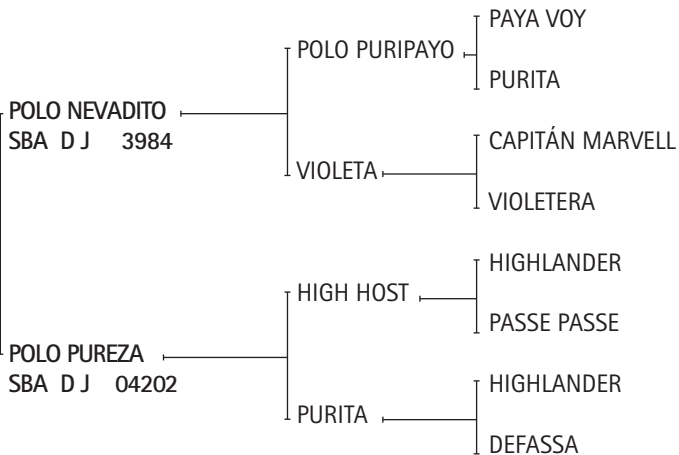 PAYA VOY
POLO PURIPAYO
PURITA
POLO NEVADITO
SBA D J 3984
CAPITÁN MARVELL
VIOLETA
VIOLETERA
HIGHLANDER
HIGH HOST
PASSE PASSE
POLO PUREZA
SBA D J 04202
HIGHLANDER
PURITA
DEFASSA